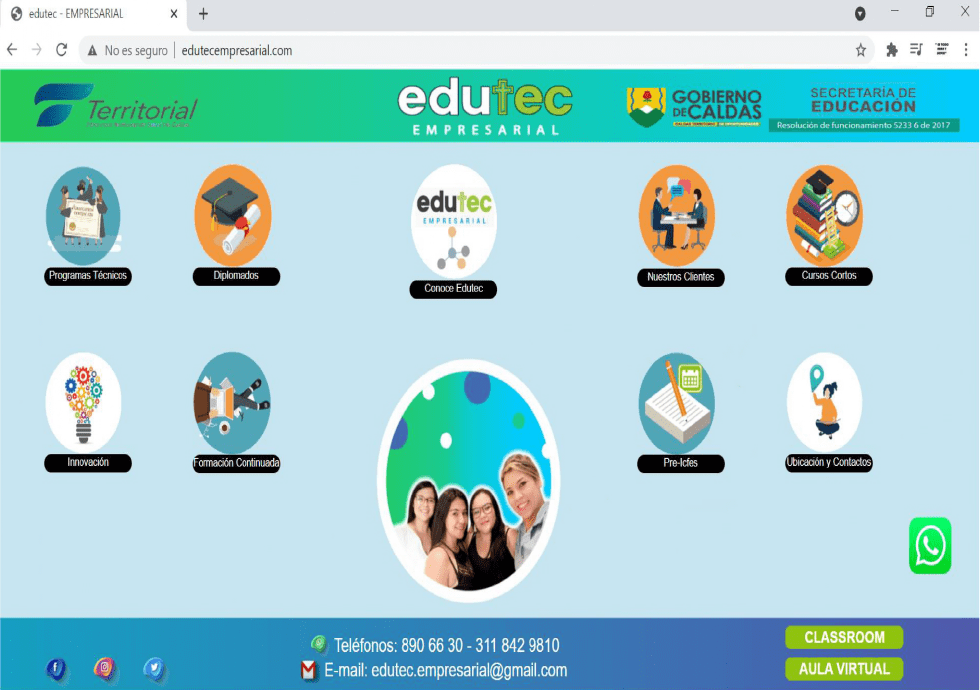 edutec - EMPRESARIAL
No es seguro | edutecempresarial.com
Territorial
edutec
EMPRESARIAL
GOBIERNO
DE CALDAS
SECRETARÍA DE
EDUCACIÓN
Resolución de funcionamiento 5233 6 de 2017
Programas Técnicos
Diplomados
edutec
EMPRESARIAL
Conoce Edutec
Nuestros Clientes
Cursos Cortos
Innovación
Formación Continuada
Pre-Icfes
Ubicación y Contactos
Teléfonos: 890 66 30 - 311 842 9810
E-mail: edutec.empresarial@gmail.com
CLASSROOM
AULA VIRTUAL